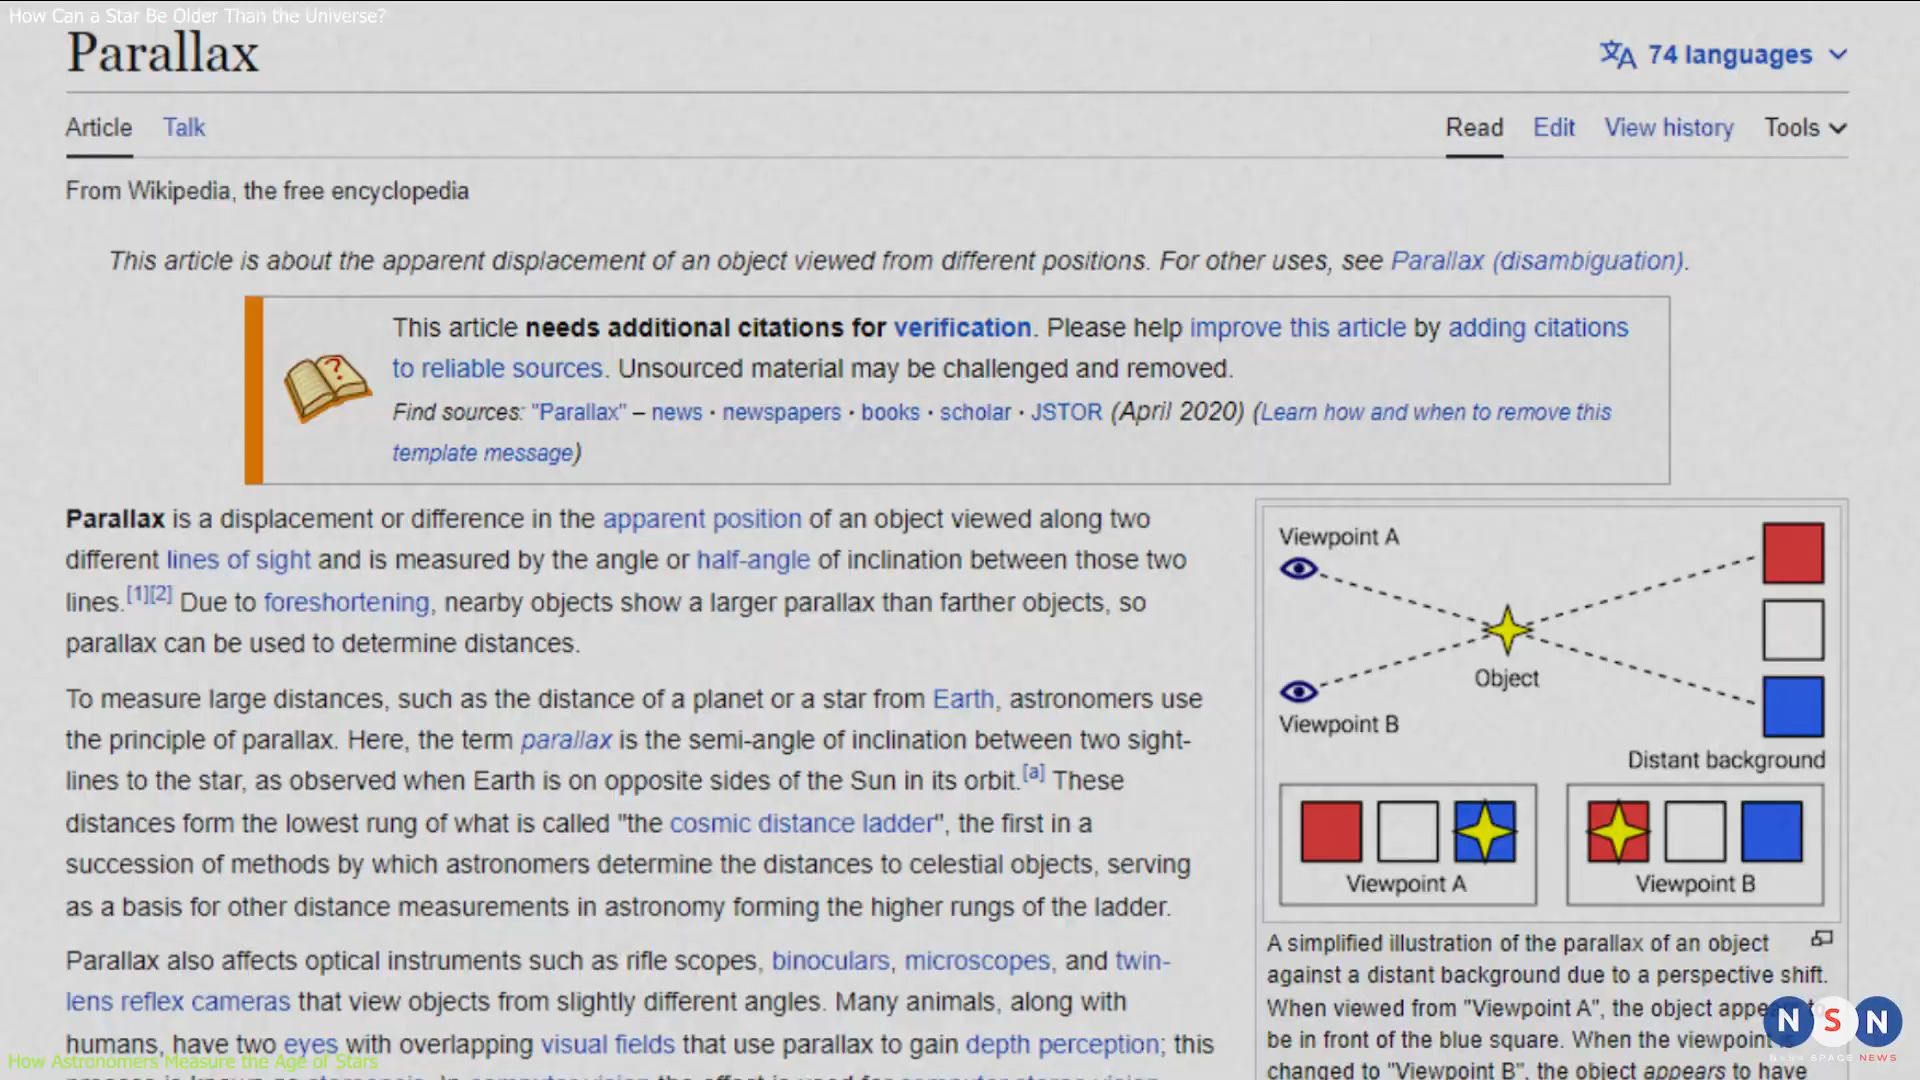 How Can a Star Be Older Than the Universe?
Parallax
74 languages
Article Talk
Read Edit View history Tools
From Wikipedia, the free encyclopedia
This article is about the apparent displacement of an object viewed from different positions. For other uses, see Parallax (disambiguation).
This article needs additional citations for verification. Please help improve this article by adding citations
to reliable sources. Unsourced material may be challenged and removed.
Find sources: "Parallax" – news · newspapers · books · scholar · JSTOR (April 2020) (Learn how and when to remove this
template message)
Parallax is a displacement or difference in the apparent position of an object viewed along two
different lines of sight and is measured by the angle or half-angle of inclination between those two
lines.[1][2] Due to foreshortening, nearby objects show a larger parallax than farther objects, so
parallax can be used to determine distances.
To measure large distances, such as the distance of a planet or a star from Earth, astronomers use
the principle of parallax. Here, the term parallax is the semi-angle of inclination between two sight-
lines to the star, as observed when Earth is on opposite sides of the Sun in its orbit.[a] These
distances form the lowest rung of what is called "the cosmic distance ladder", the first in a
succession of methods by which astronomers determine the distances to celestial objects, serving
as a basis for other distance measurements in astronomy forming the higher rungs of the ladder.
Parallax also affects optical instruments such as rifle scopes, binoculars, microscopes, and twin-
lens reflex cameras that view objects from slightly different angles. Many animals, along with
humans, have two eyes with overlapping visual fields that use parallax to gain depth perception; this
How Astronomers Measure the Age of Stars
Viewpoint A
Object
Viewpoint B
Distant background
Viewpoint A
Viewpoint B
A simplified illustration of the parallax of an object
against a distant background due to a perspective shift.
When viewed from "Viewpoint A", the object appears to
be in front of the blue square. When the viewpoint is
changed to "Viewpoint B", the object appears to have
NSN
NASA SPACE NEWS